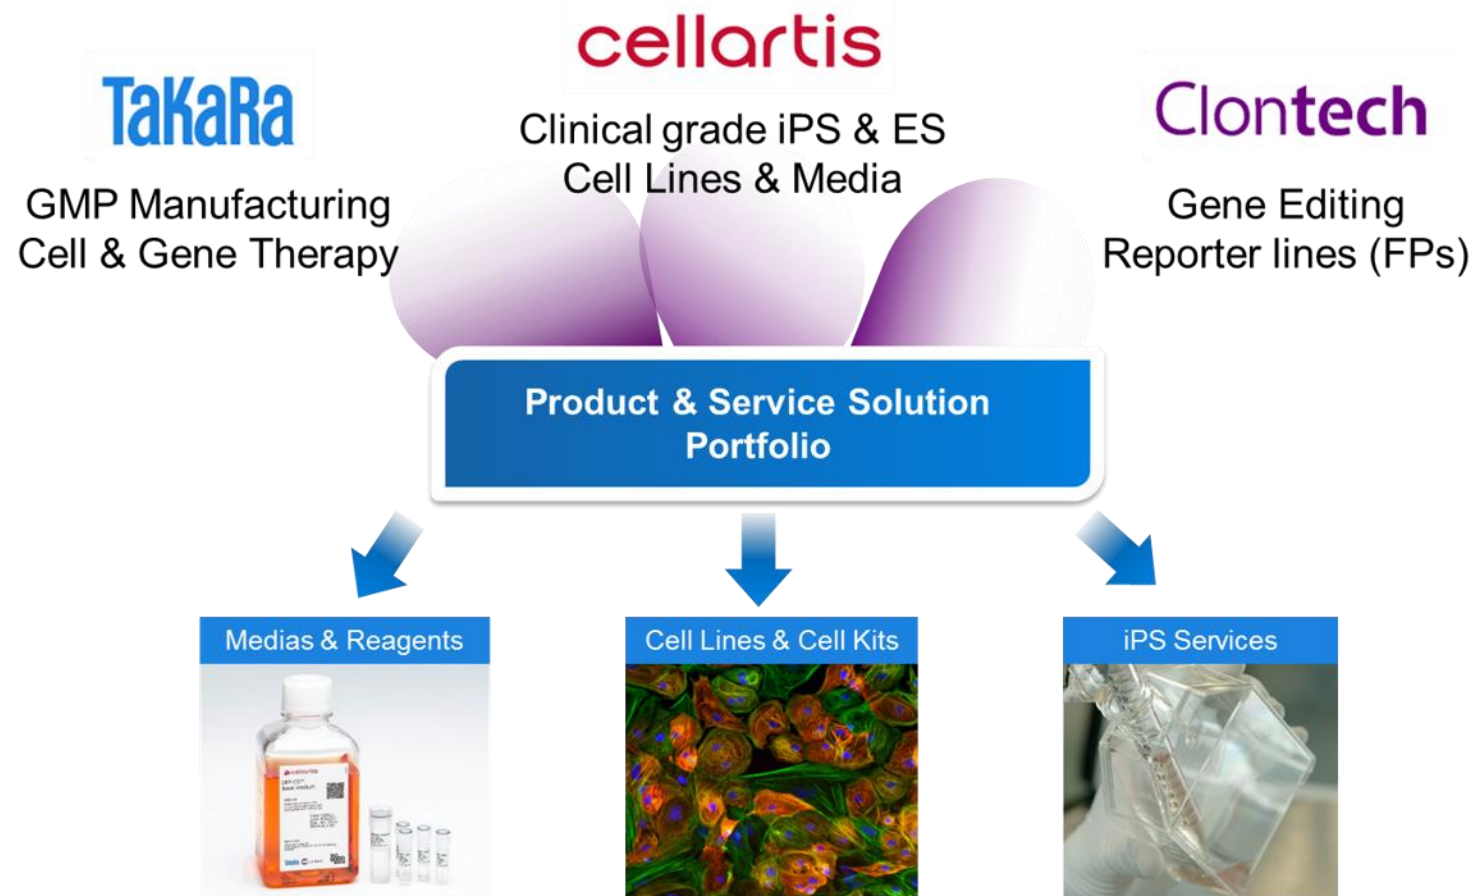 cellartis
TaKaRa
Clontech
Clinical grade iPS & ES
Cell Lines & Media
GMP Manufacturing
Cell & Gene Therapy
Gene Editing
Reporter lines (FPs)
Product & Service Solution
Portfolio
Medias & Reagents
Cell Lines & Cell Kits
iPS Services
cellartis